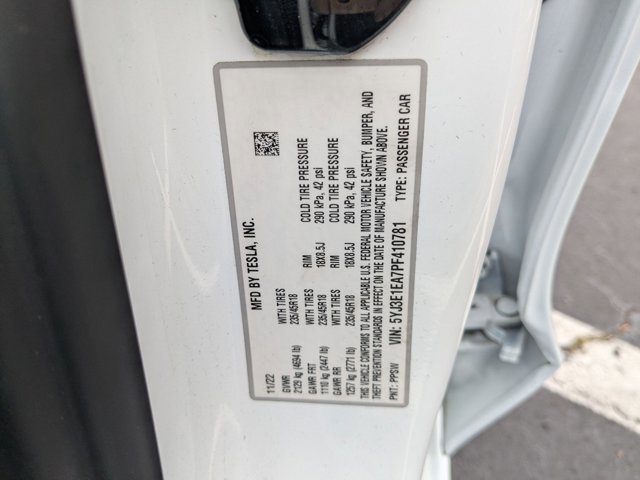 MFD BY TESLA, INC.
11/22
GVWR WITH TIRES RIM COLD TIRE PRESSURE
2129 kg (4694 lb) 235/45R18 18X8.5J 290 kPa, 42 psi
GAWR FRT WITH TIRES RIM COLD TIRE PRESSURE
1110 kg (2447 lb) 235/45R18 18X8.5J 290 kPa, 42 psi
GAWR RR
1257 kg (2771 lb) 235/45R18
THIS VEHICLE CONFORMS TO ALL APPLICABLE U.S. FEDERAL MOTOR VEHICLE SAFETY, BUMPER, AND
THEFT PREVENTION STANDARDS IN EFFECT ON THE DATE OF MANUFACTURE SHOWN ABOVE.
PNT: PPSW VIN: 5YJ3E1EA7PF410781 TYPE: PASSENGER CAR